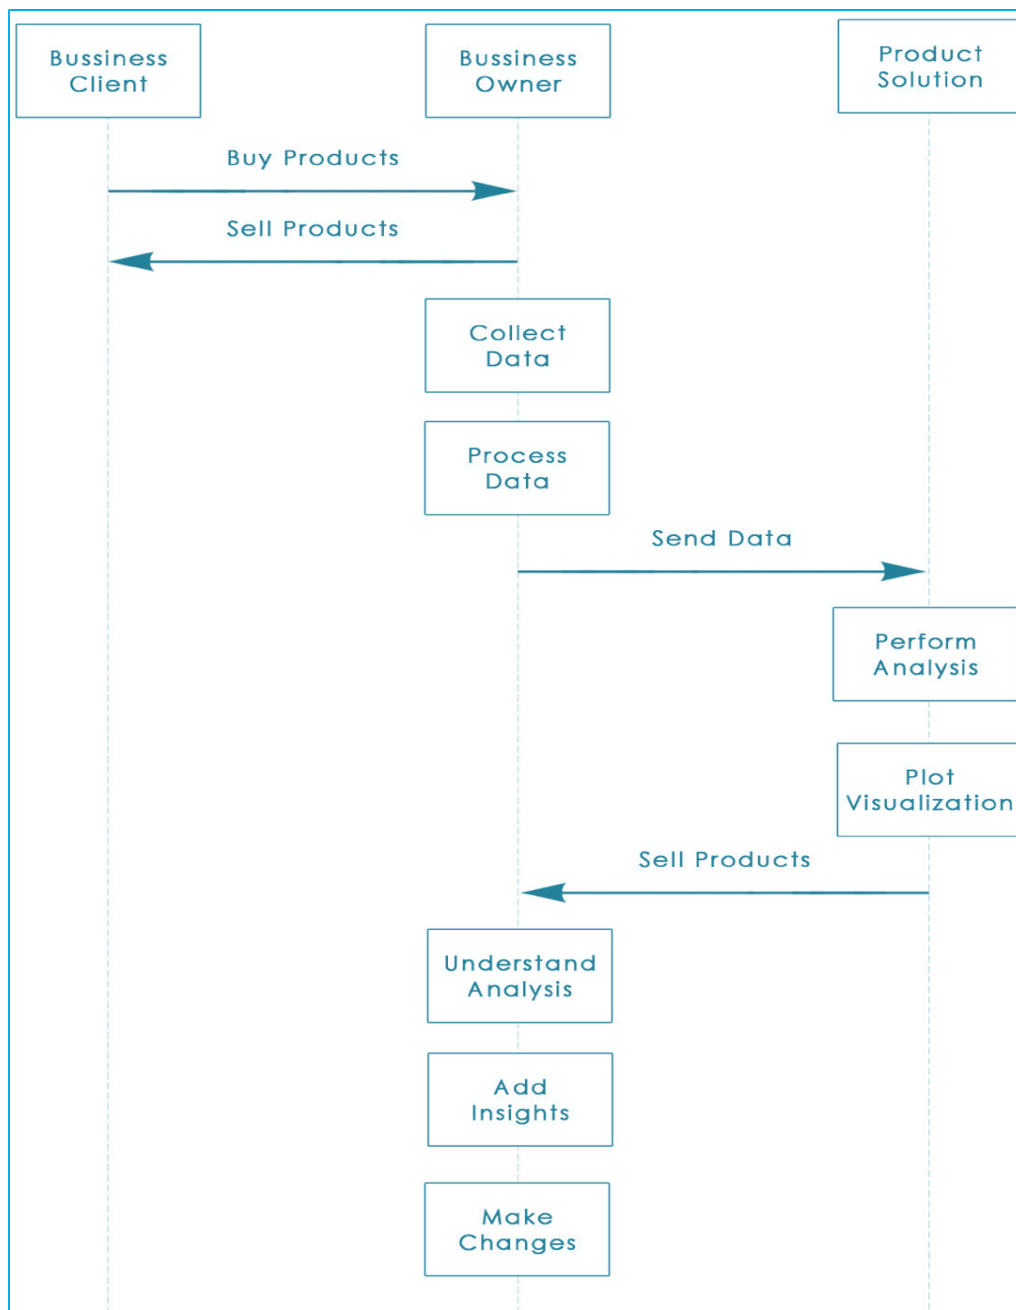 Bussiness
Client
Bussiness
Owner
Product
Solution
Buy Products
Sell Products
Collect
Data
Process
Data
Send Data
Perform
Analysis
Plot
Visualization
Sell Products
Understand
Analysis
Add
Insights
Make
Changes